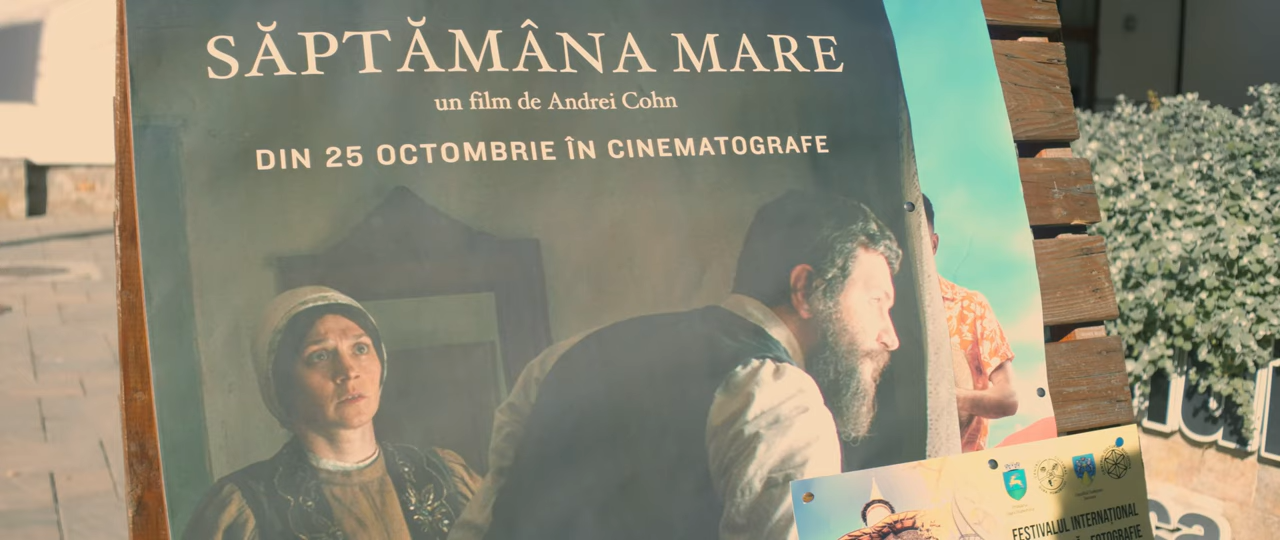 SĂPTĂMÂNA MARE
un film de Andrei Cohn
DIN 25 OCTOMBRIE ÎN CINEMATOGRAFE
FESTIVALUL INTERNAȚIONAL
FOTOGRAFIE